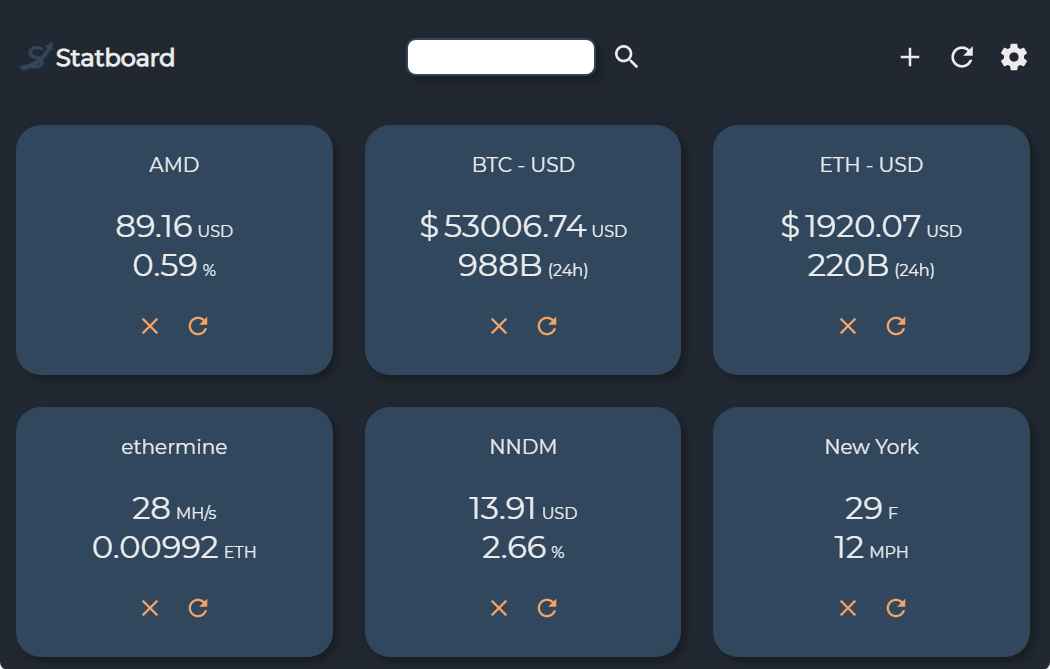 Statboard
AMD
89.16 USD
0.59 %
BTC - USD
$ 53006.74 USD
988B (24h)
ETH - USD
$ 1920.07 USD
220B (24h)
ethermine
28 MH/s
0.00992 ETH
NNDM
13.91 USD
2.66 %
New York
29 F
12 MPH